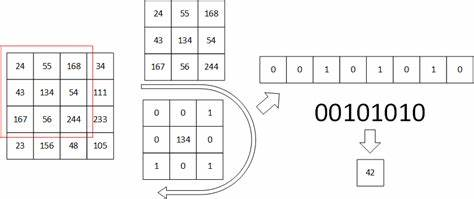 24 55 168 34
43 134 54 111
167 56 244 233
23 156 48 105
24 55 168
43 134 54
167 56 244
0 0 1
0 134 0
1 0 1
0 0 1 0 1 0 1 0
00101010
42